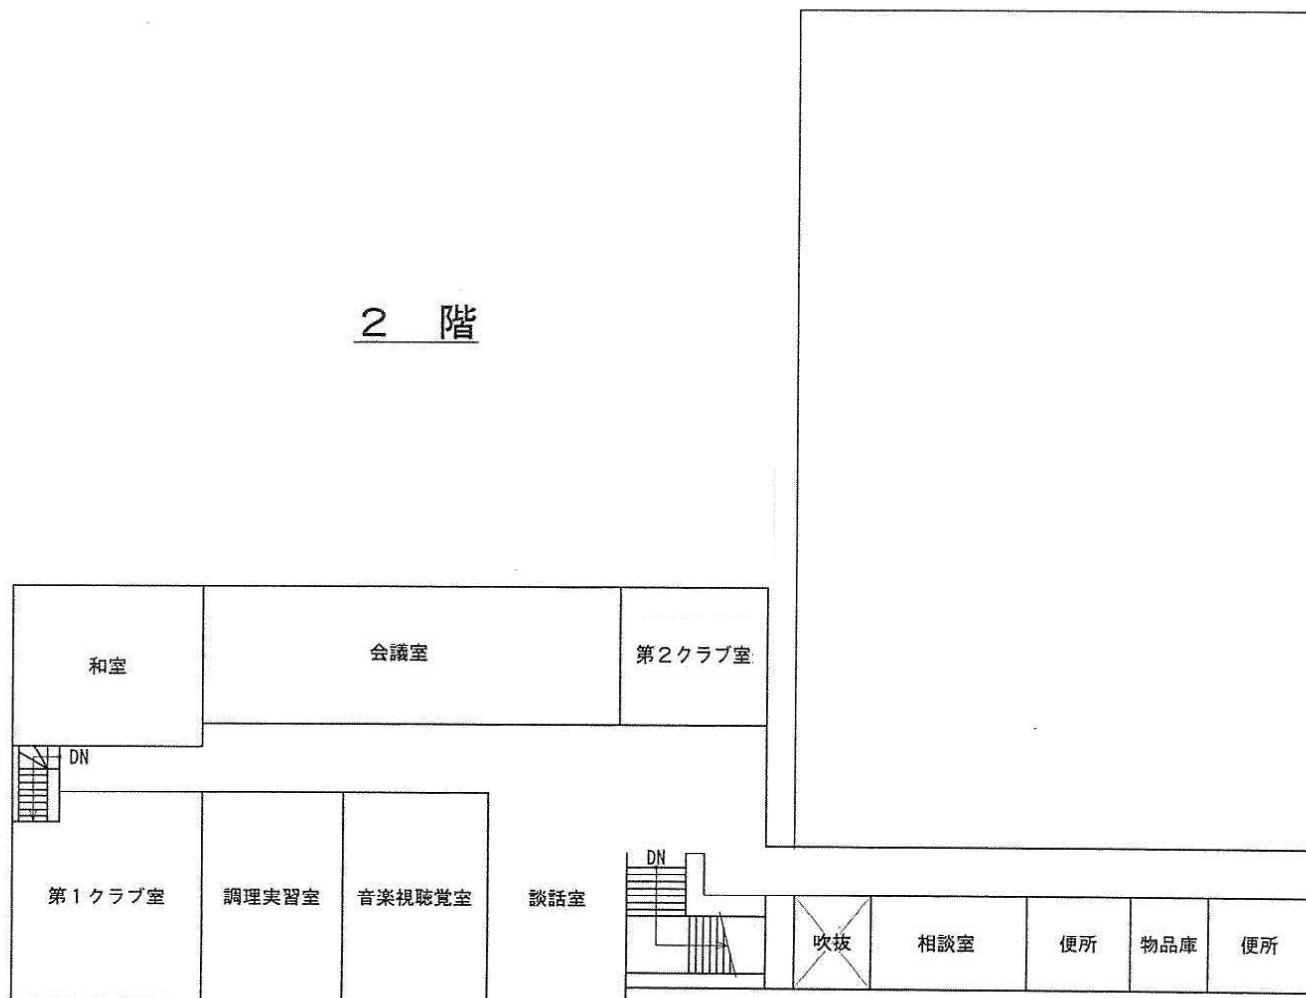 ２　階
和室
会議室
第２クラブ室
DN
第１クラブ室
調理実習室
音楽視聴覚室
談話室
DN
吹抜
相談室
便所
物品庫
便所